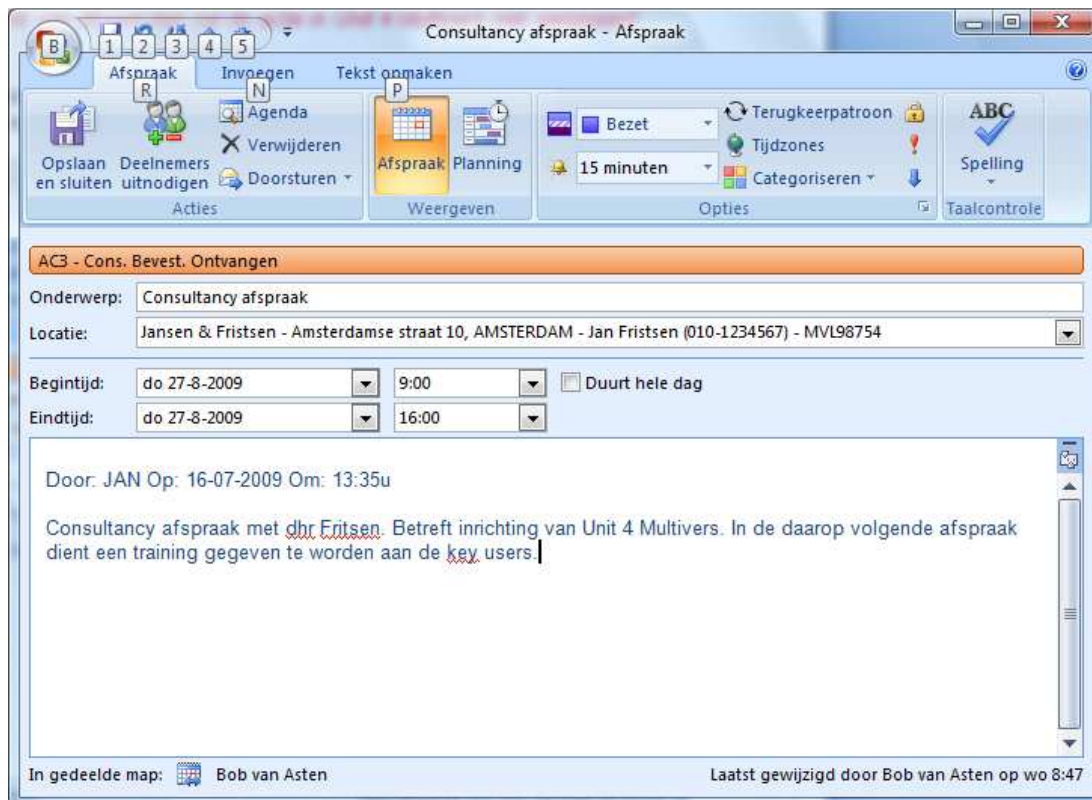 Consultancy afspraak - Afspraak
B 1 2 3 4 5
Afspraak Invoegen Tekst opmaken
R N P
Opslaan en sluiten
Deelnemers uitnodigen
Agenda
Verwijderen
Doorsturen
Acties
Afspraak Planning
Weergeven
Bezet
15 minuten
Terugkeerpatroon
Tijdzones
Categoriseren
Opties
ABC
Spelling
Taalcontrole
AC3 - Cons. Bevest. Ontvangen
Onderwerp: Consultancy afspraak
Locatie: Jansen & Fristsen - Amsterdamse straat 10, AMSTERDAM - Jan Fristsen (010-1234567) - MVL98754
Begintijd: do 27-8-2009 9:00 Duurt hele dag
Eindtijd: do 27-8-2009 16:00
Door: JAN Op: 16-07-2009 Om: 13:35u
Consultancy afspraak met dhr Fritsen. Betreft inrichting van Unit 4 Multivers. In de daarop volgende afspraak
dient een training gegeven te worden aan de key users.
In gedeelde map: Bob van Asten
Laatst gewijzigd door Bob van Asten op wo 8:47